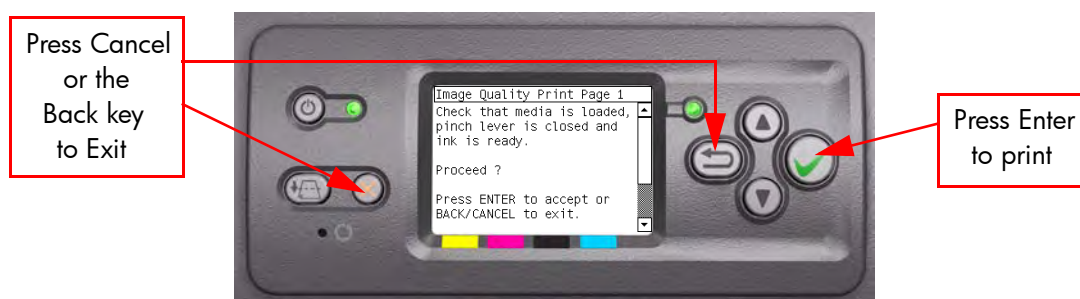 Press Cancel
or the
Back key
to Exit
Image Quality Print Page 1
Check that media is loaded,
pinch lever is closed and
ink is ready.
Proceed ?
Press ENTER to accept or
BACK/CANCEL to exit.
Press Enter
to print